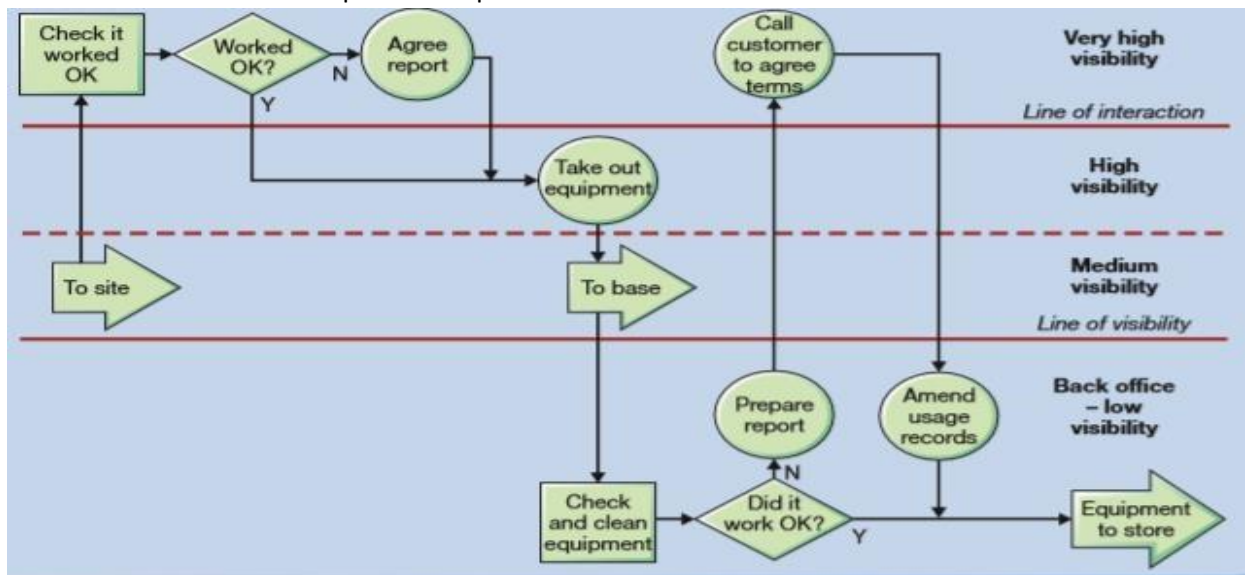 Check it
worked
OK
Worked
OK?
N
Y
Agree
report
Call
customer
to agree
terms
Very high
visibility
Line of interaction
Take out
equipment
High
visibility
To site
To base
Medium
visibility
Line of visibility
Prepare
report
Amend
usage
records
Back office
– low
visibility
Check
and clean
equipment
Did it
work OK?
N
Y
Equipment
to store